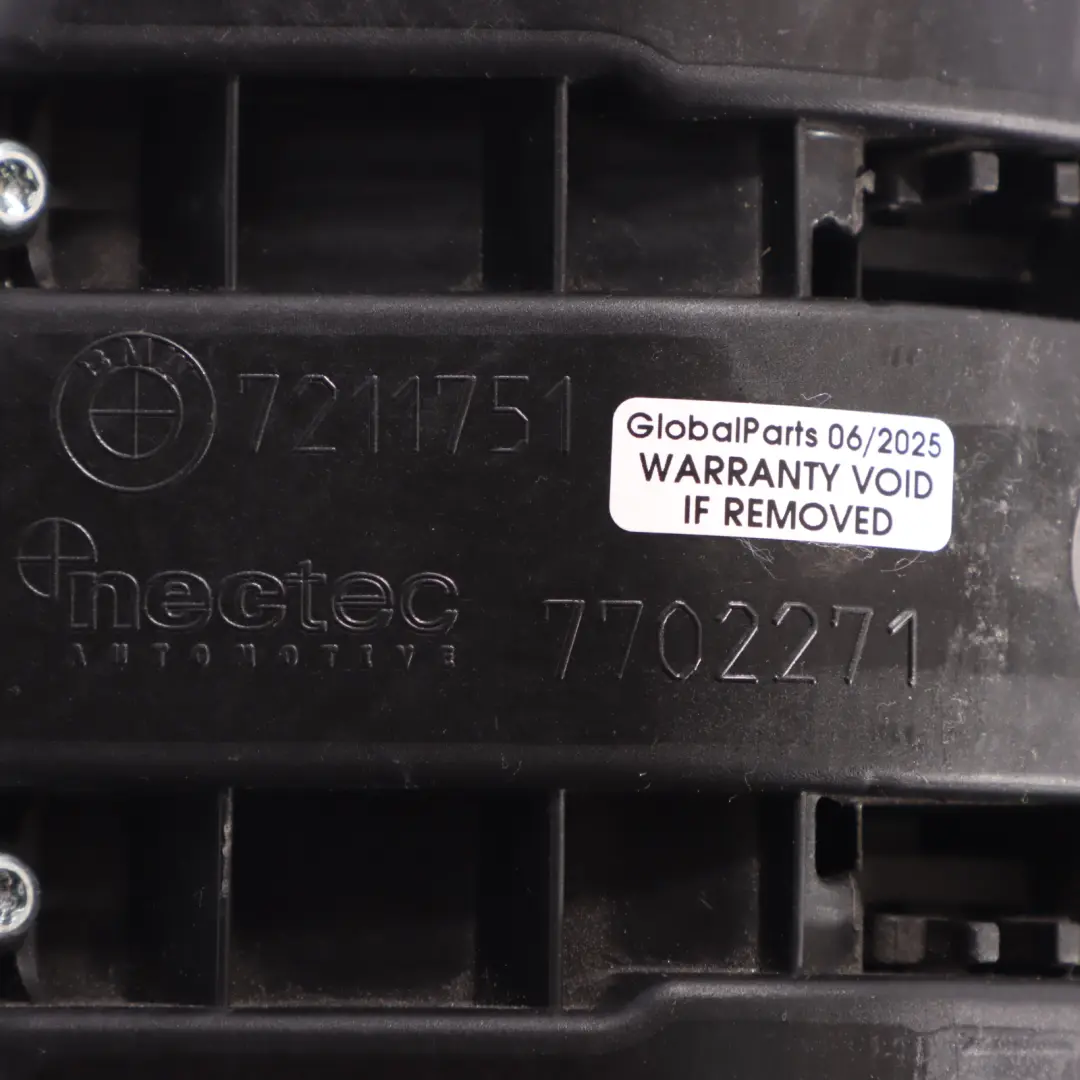 BMW
7211751
GlobalParts 06/2025
WARRANTY VOID
IF REMOVED
nectec
AUTOMOTIVE
7702271